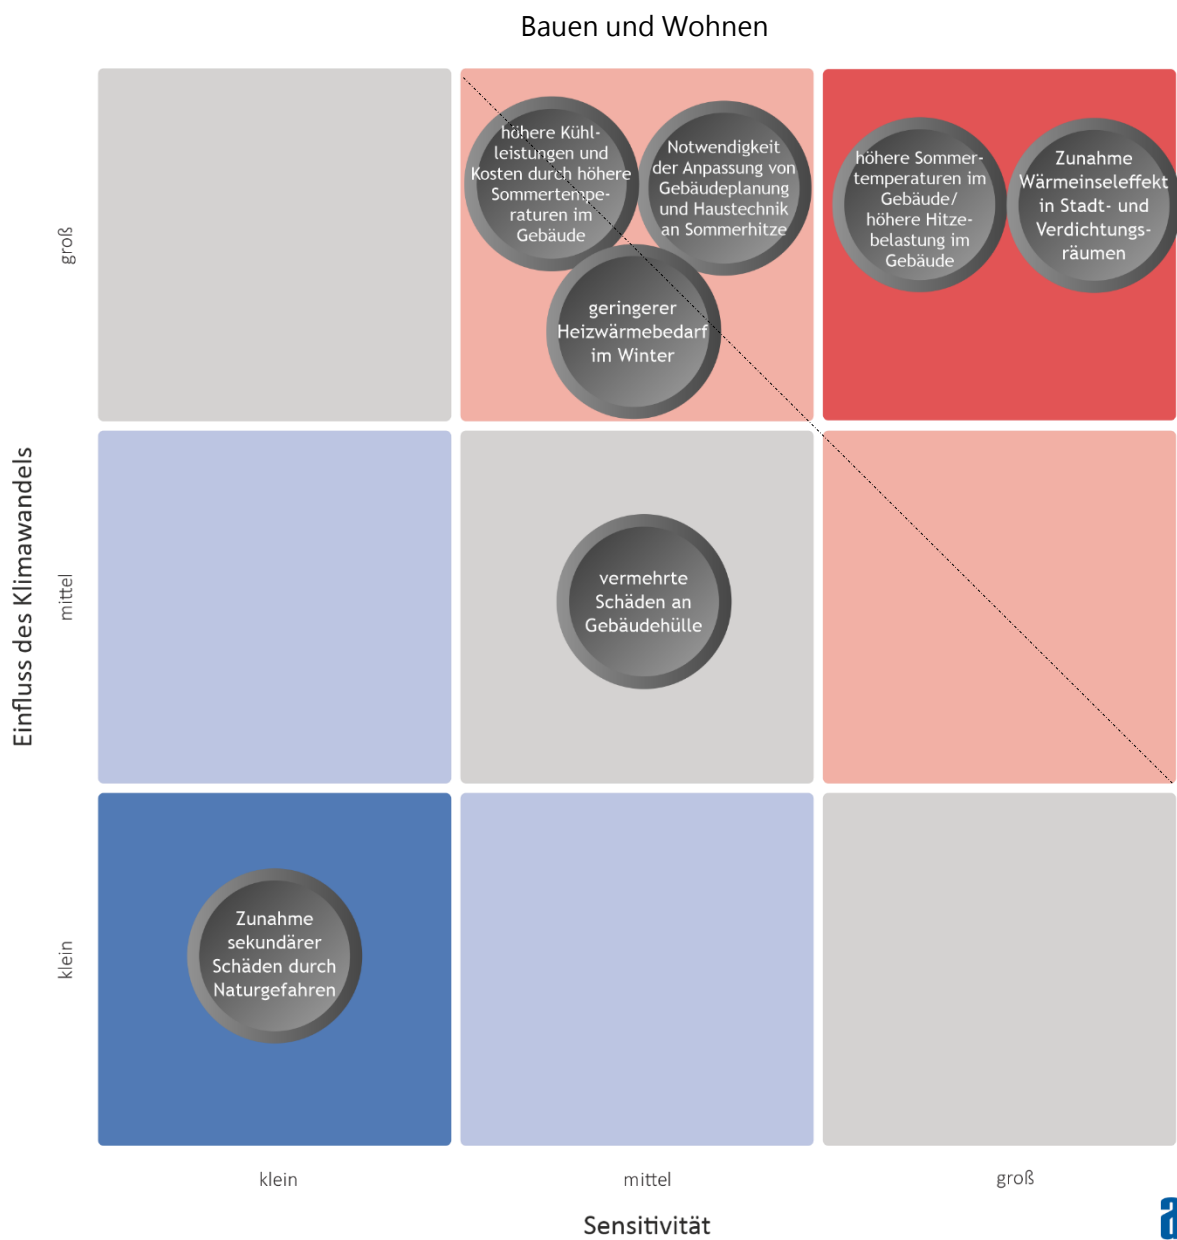 Bauen und Wohnen
höhere Kühl-
leistungen und
Kosten durch höhere
Sommertempe-
raturen im
Gebäude
Notwendigkeit
der Anpassung von
Gebäudeplanung
und Haustechnik
an Sommerhitze
höhere Sommer-
temperaturen im
Gebäude/
höhere Hitze-
belastung im
Gebäude
Zunahme
Wärmeinseleffekt
in Stadt- und
Verdichtungs-
räumen
geringerer
Heizwärmebedarf
im Winter
groß
Einfluss des Klimawandels
mittel
vermehrte
Schäden an
Gebäudehülle
klein
Zunahme
sekundärer
Schäden durch
Naturgefahren
klein
mittel
groß
Sensitivität
a